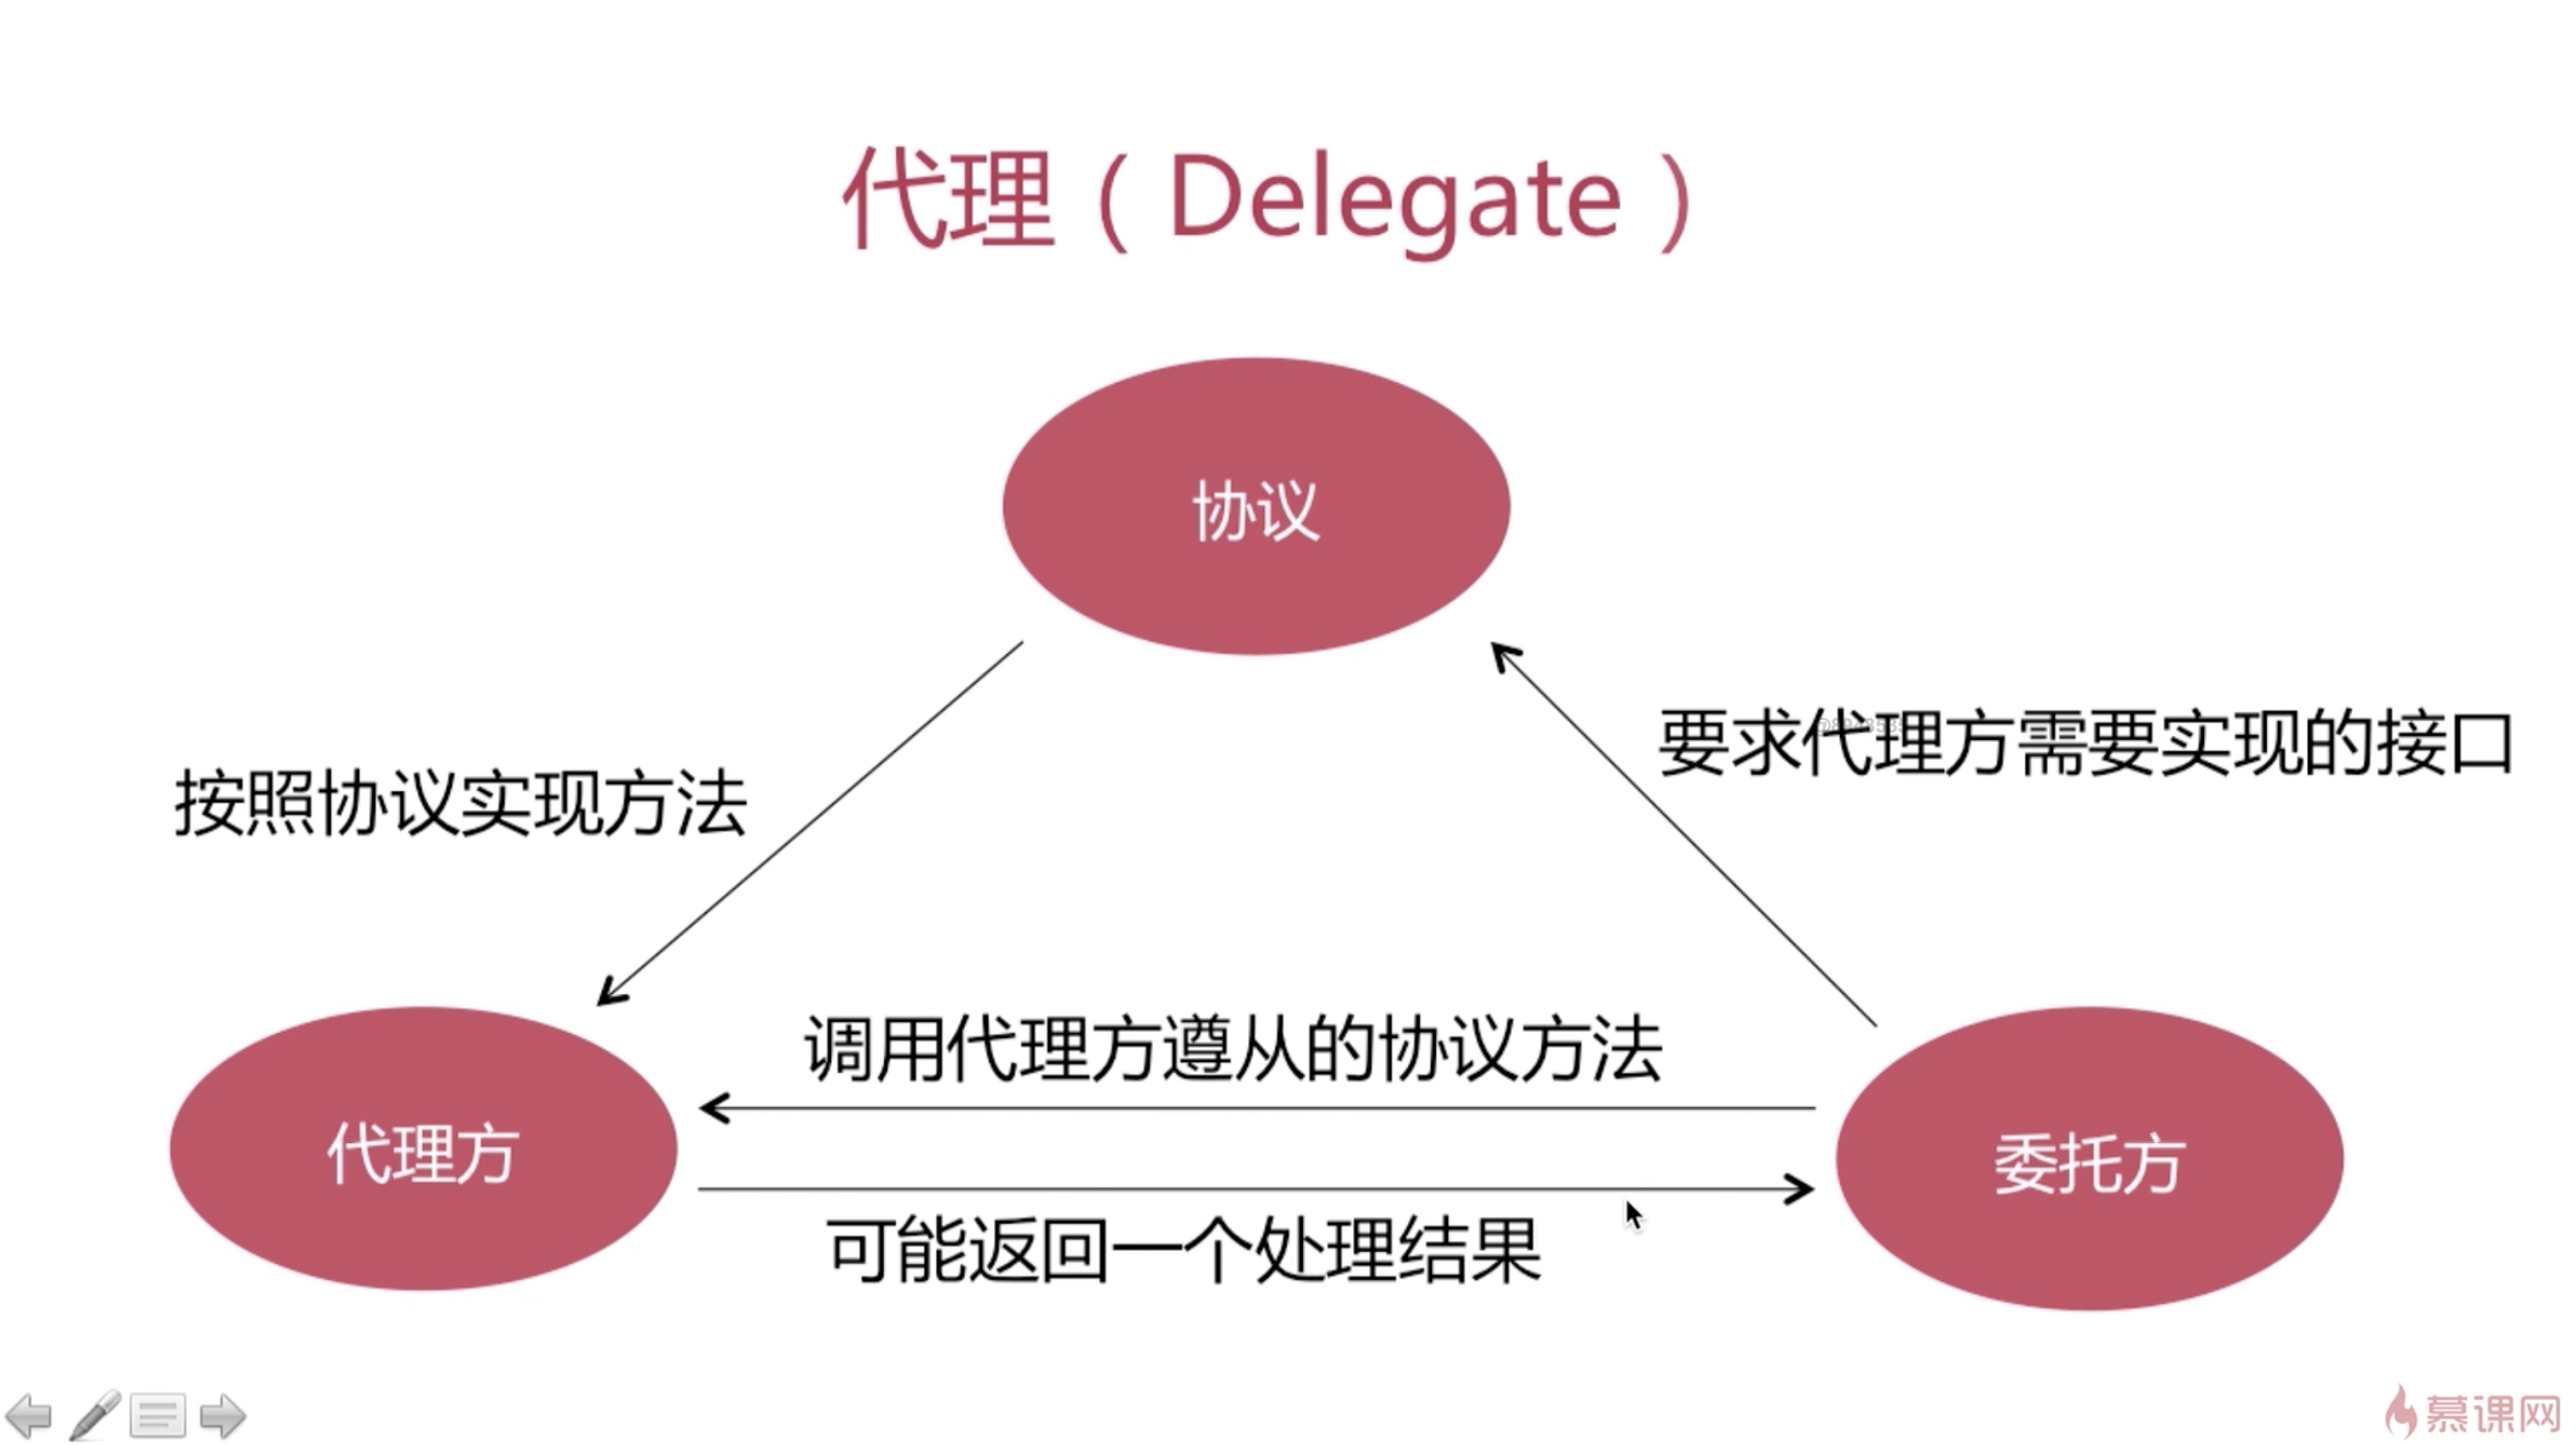 代理（Delegate）
协议
要求代理方需要实现的接口
按照协议实现方法
调用代理方遵从的协议方法
代理方
委托方
可能返回一个处理结果
慕课网